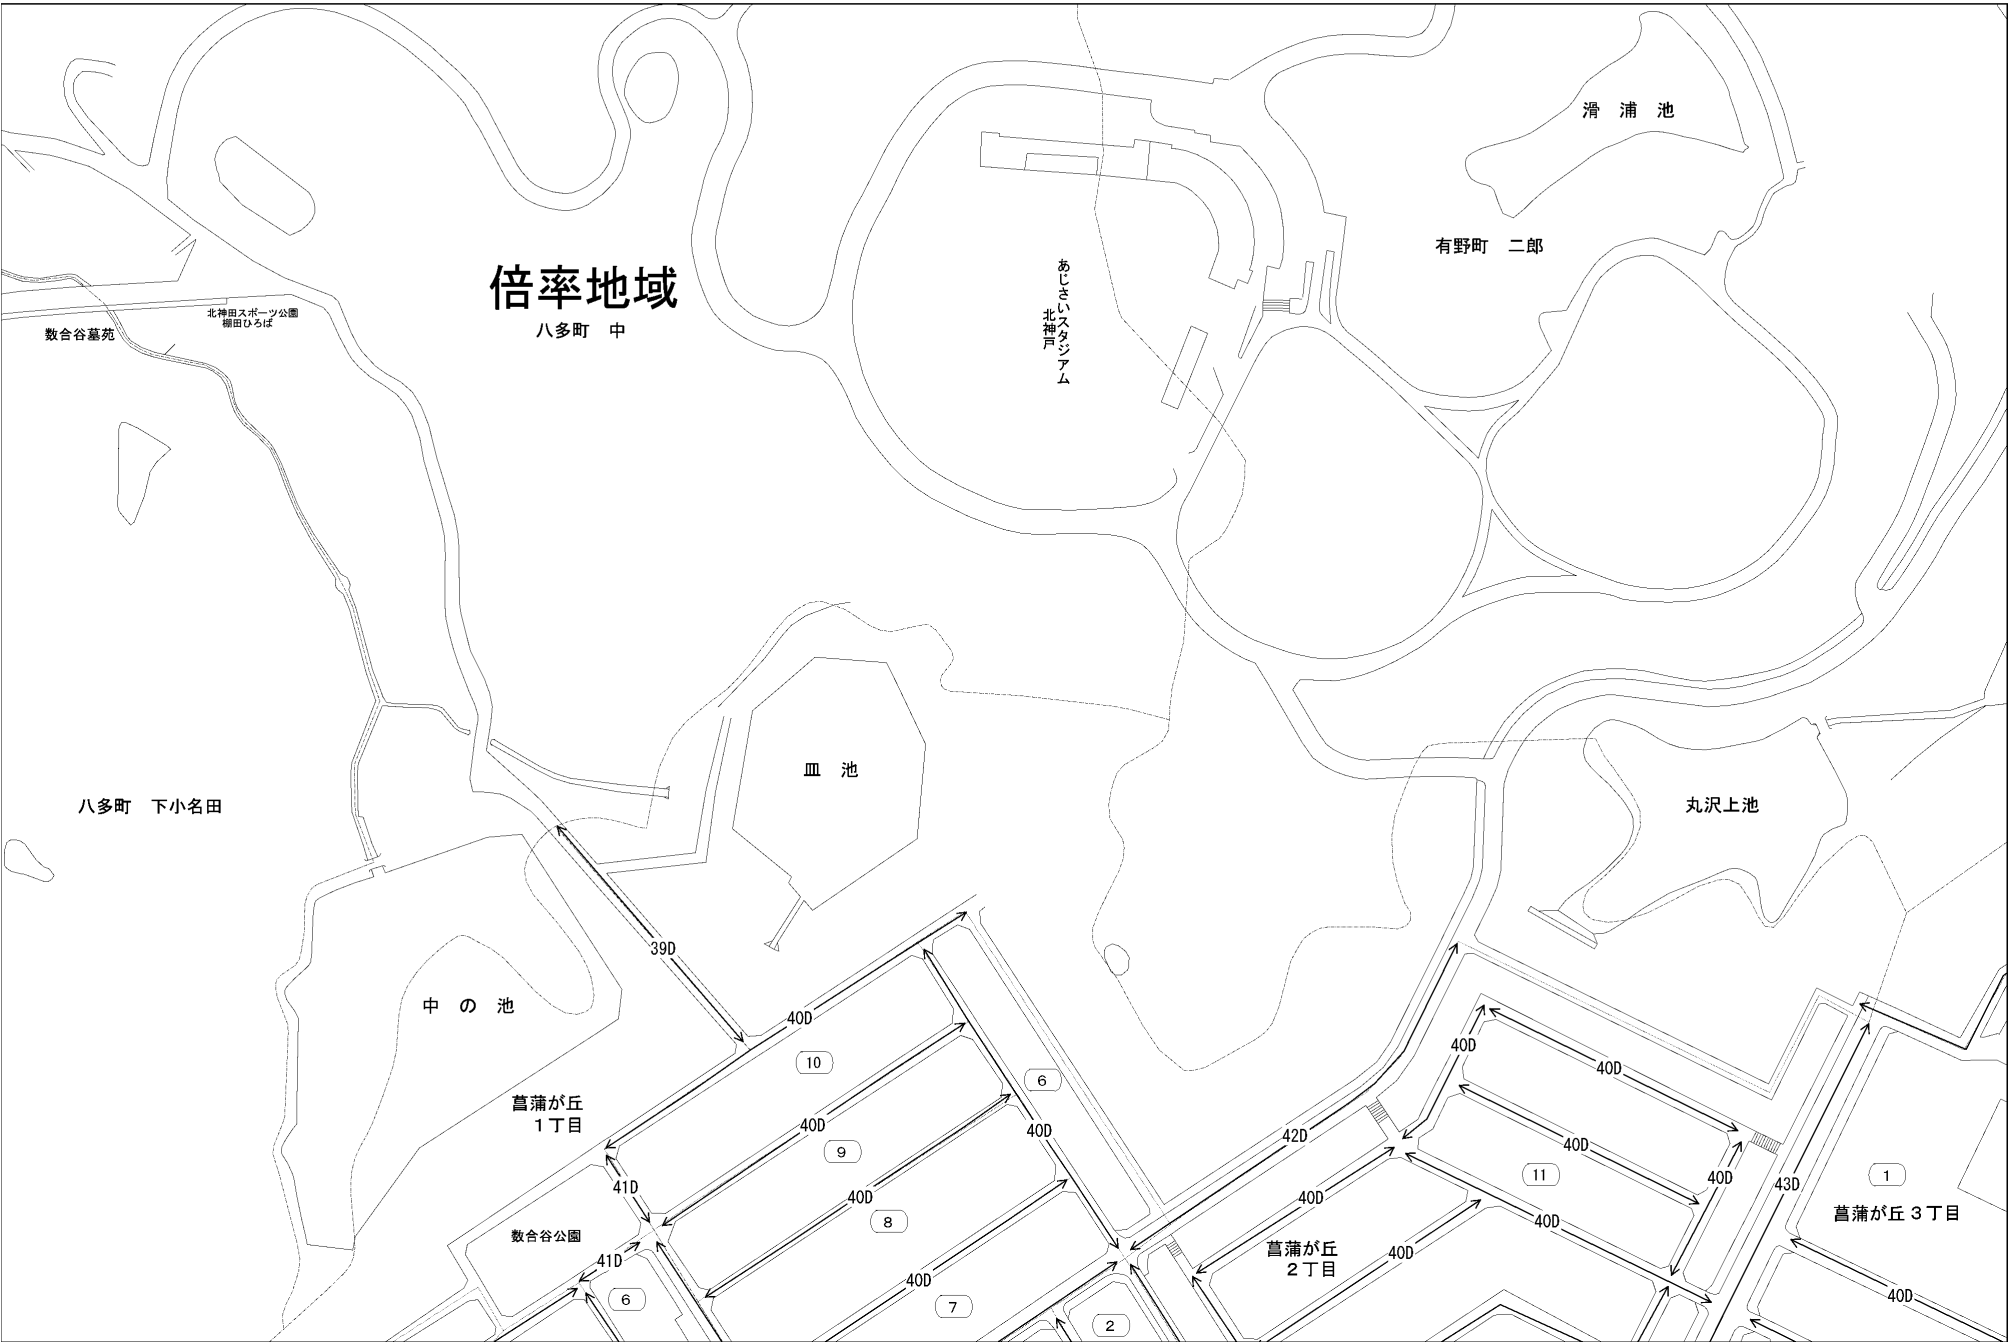 滑 浦 池
有野町 二郎
倍率地域
八多町 中
あじさいスタジアム
北神戸
北神田スポーツ公園
棚田ひろば
数合谷墓苑
皿 池
八多町 下小名田
丸沢上池
39D
中 の 池
40D
10
菖蒲が丘
1丁目
40D
9
6
40D
41D
40D
8
数合谷公園
41D
6
40D
7
2
42D
40D
40D
40D
11
40D
43D
1
菖蒲が丘3丁目
40D
40D
菖蒲が丘
2丁目
40D
40D
40D